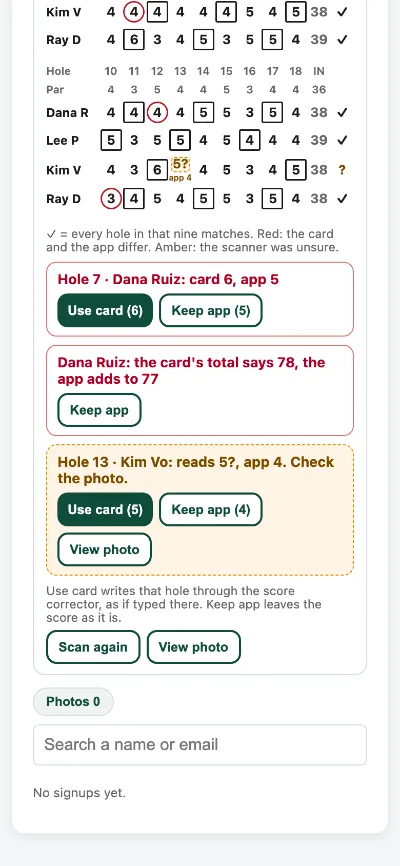 Kim V 4 4 4 4 4 4 5 4 5 38 ✓
Ray D 4 6 3 4 5 3 5 5 4 39 ✓
Hole 10 11 12 13 14 15 16 17 18 IN
Par 4 3 5 4 4 5 3 4 4 36
Dana R 4 4 4 4 5 5 3 5 4 38 ✓
Lee P 5 3 5 5 4 5 4 4 4 39 ✓
Kim V 4 3 6 5? app 4 4 5 3 4 5 38 ?
Ray D 3 4 5 4 5 5 3 5 4 38 ✓
✓ = every hole in that nine matches. Red: the card
and the app differ. Amber: the scanner was unsure.
Hole 7 · Dana Ruiz: card 6, app 5
Use card (6) Keep app (5)
Dana Ruiz: the card's total says 78, the
app adds to 77
Keep app
Hole 13 · Kim Vo: reads 5?, app 4. Check
the photo.
Use card (5) Keep app (4)
View photo
Use card writes that hole through the score
corrector, as if typed there. Keep app leaves the
score as it is.
Scan again View photo
Photos 0
Search a name or email
No signups yet.